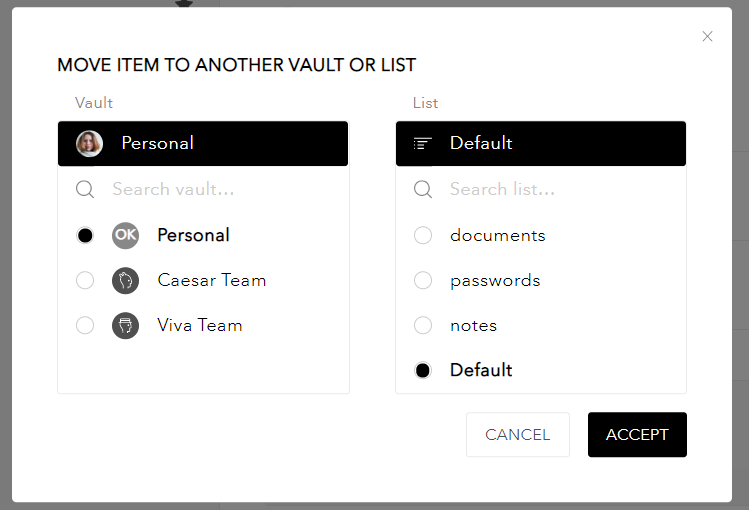 MOVE ITEM TO ANOTHER VAULT OR LIST
Vault
Personal
Search vault...
OK Personal
Caesar Team
Viva Team
List
Default
Search list...
documents
passwords
notes
Default
CANCEL
ACCEPT